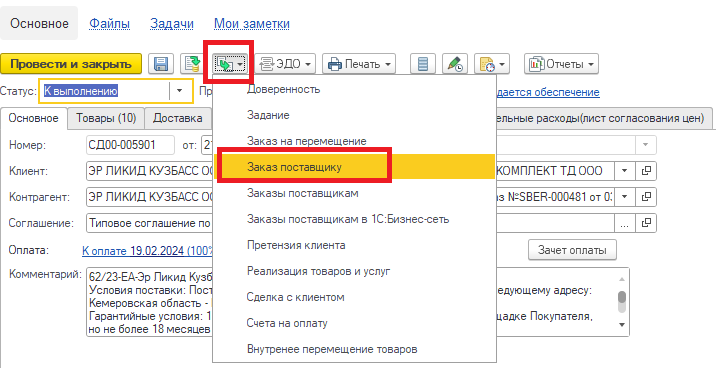 Основное Файлы Задачи Мои заметки
Провести и закрыть ЭДО Печать Отчеты
Статус: К выполнению дается обеспечение
Доверенность
Основное Товары (10) Доставка льные расходы(лист согласования цен)
Задание
Номер: СД00-005901 от: 2
Заказ на перемещение
Клиент: ЭР ЛИКИД КУЗБАСС ОС КОМПЛЕКТ ТД ООО
Заказ поставщику
Контрагент: ЭР ЛИКИД КУЗБАСС ОС з №SBER-000481 от 03
Заказы поставщикам
Соглашение: Типовое соглашение по ...
Заказы поставщикам в 1С:Бизнес-сеть
Оплата: К оплате 19.02.2024 (100% Зачет оплаты
Претензия клиента
Реализация товаров и услуг
Комментарий: 62/23-ЕА-Эр Ликид Кузб
Условия поставки: Пост едующему адресу:
Сделка с клиентом
Кемеровская область -
Счета на оплату
Гарантийные условия: 1 щадке Покупателя,
но не более 18 месяцев
Внутренее перемещение товаров